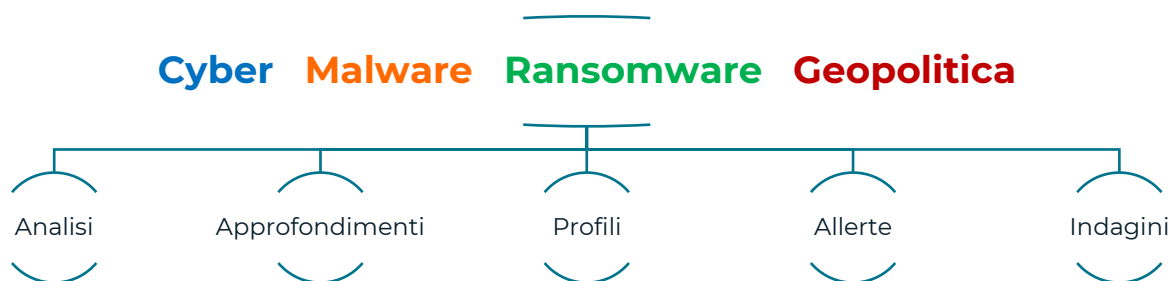 Cyber Malware Ransomware Geopolitica
Analisi Approfondimenti Profili Allerte Indagini